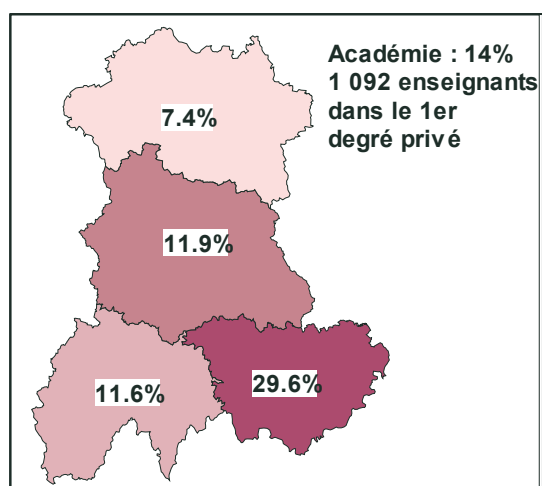 Académie : 14%
1 092 enseignants
dans le 1er
degré privé
7.4%
11.9%
11.6%
29.6%